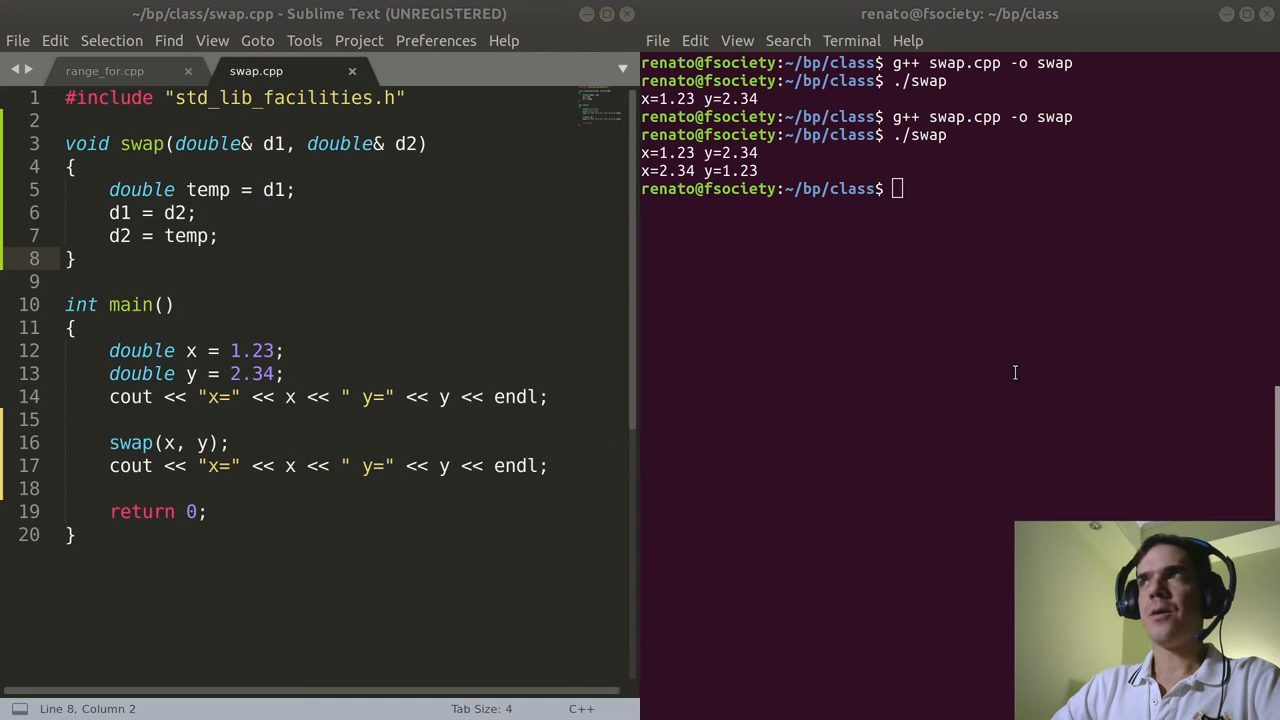 ~/bp/class/swap.cpp - Sublime Text (UNREGISTERED)
File Edit Selection Find View Goto Tools Project Preferences Help
range_for.cpp swap.cpp
1 #include "std_lib_facilities.h"
2
3 void swap(double& d1, double& d2)
4 {
5     double temp = d1;
6     d1 = d2;
7     d2 = temp;
8 }
9
10 int main()
11 {
12     double x = 1.23;
13     double y = 2.34;
14     cout << "x=" << x << " y=" << y << endl;
15
16     swap(x, y);
17     cout << "x=" << x << " y=" << y << endl;
18
19     return 0;
20 }
Line 8, Column 2 Tab Size: 4 C++
renato@fsociety: ~/bp/class
File Edit View Search Terminal Help
renato@fsociety:~/bp/class$ g++ swap.cpp -o swap
renato@fsociety:~/bp/class$ ./swap
x=1.23 y=2.34
renato@fsociety:~/bp/class$ g++ swap.cpp -o swap
renato@fsociety:~/bp/class$ ./swap
x=1.23 y=2.34
x=2.34 y=1.23
renato@fsociety:~/bp/class$